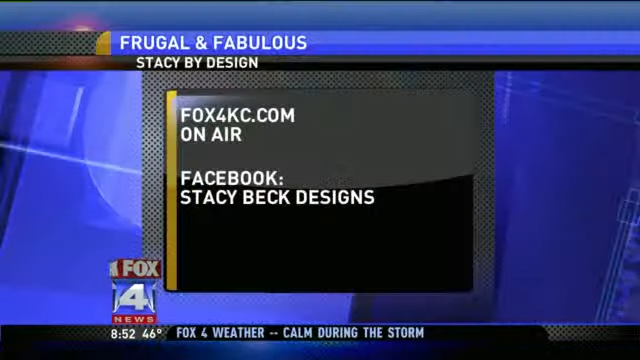 FRUGAL & FABULOUS
STACY BY DESIGN
FOX4KC.COM
ON AIR
FACEBOOK:
STACY BECK DESIGNS
FOX
4
NEWS
8:52 46°
FOX 4 WEATHER -- CALM DURING THE STORM